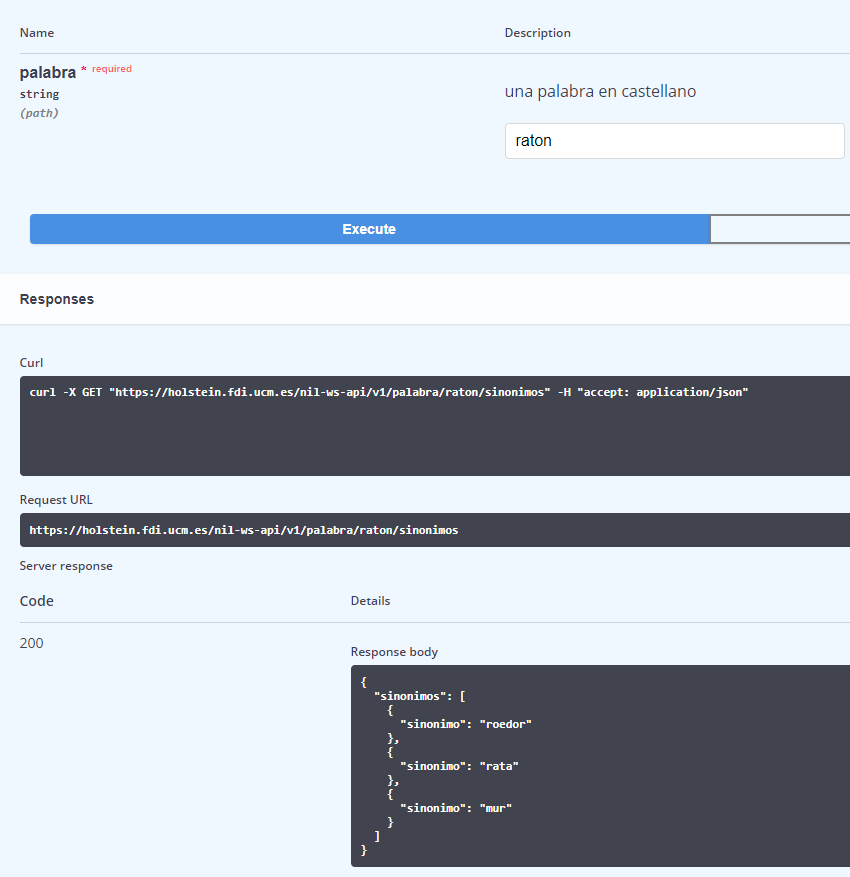 Name Description
palabra * required
string
(path)
una palabra en castellano
raton
Execute
Responses
Curl
curl -X GET "https://holstein.fdi.ucm.es/nil-ws-api/v1/palabra/raton/sinonimos" -H "accept: application/json"
Request URL
https://holstein.fdi.ucm.es/nil-ws-api/v1/palabra/raton/sinonimos
Server response
Code Details
200
Response body
{
  "sinonimos": [
    {
      "sinonimo": "roedor"
    },
    {
      "sinonimo": "rata"
    },
    {
      "sinonimo": "mur"
    }
  ]
}